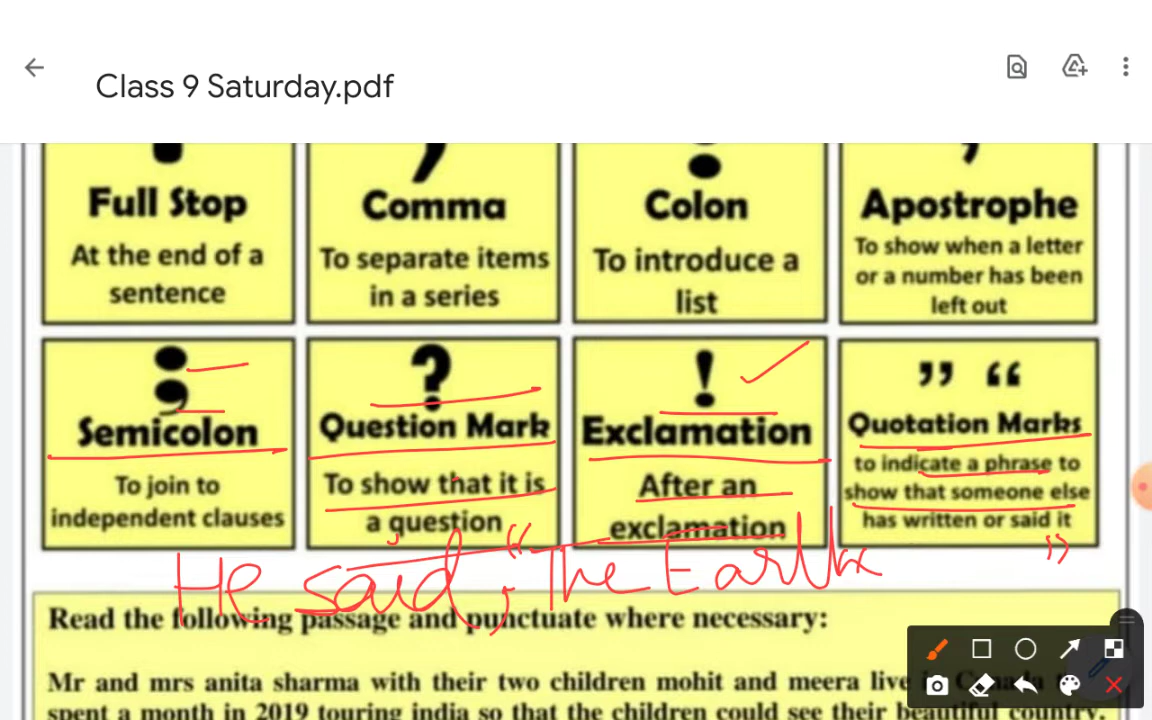 Class 9 Saturday.pdf
Full Stop
At the end of a
sentence
Comma
To separate items
in a series
Colon
To introduce a
list
Apostrophe
To show when a letter
or a number has been
left out
;
Semicolon
To join to
independent clauses
?
Question Mark
To show that it is
a question
!
Exclamation
After an
exclamation
” “
Quotation Marks
to indicate a phrase to
show that someone else
has written or said it
He said, “The Earth ”
Read the following passage and punctuate where necessary:
Mr and mrs anita sharma with their two children mohit and meera live
spent a month in 2019 touring india so that the children could see their beautiful country.